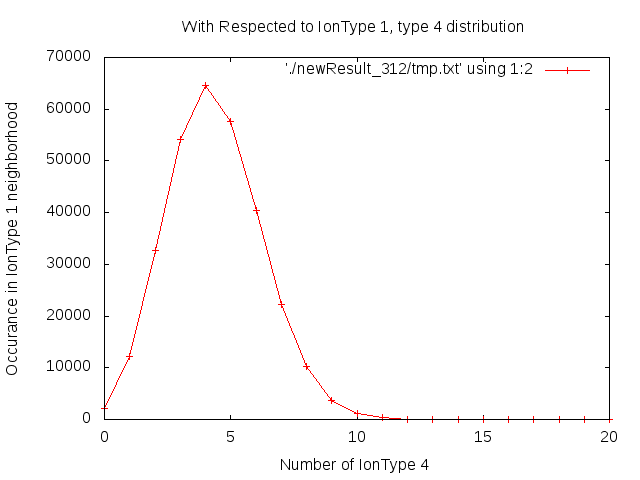 With Respected to IonType 1, type 4 distribution
'./newResult_312/tmp.txt' using 1:2
Occurance in IonType 1 neighborhood
70000
60000
50000
40000
30000
20000
10000
0
0 5 10 15 20
Number of IonType 4